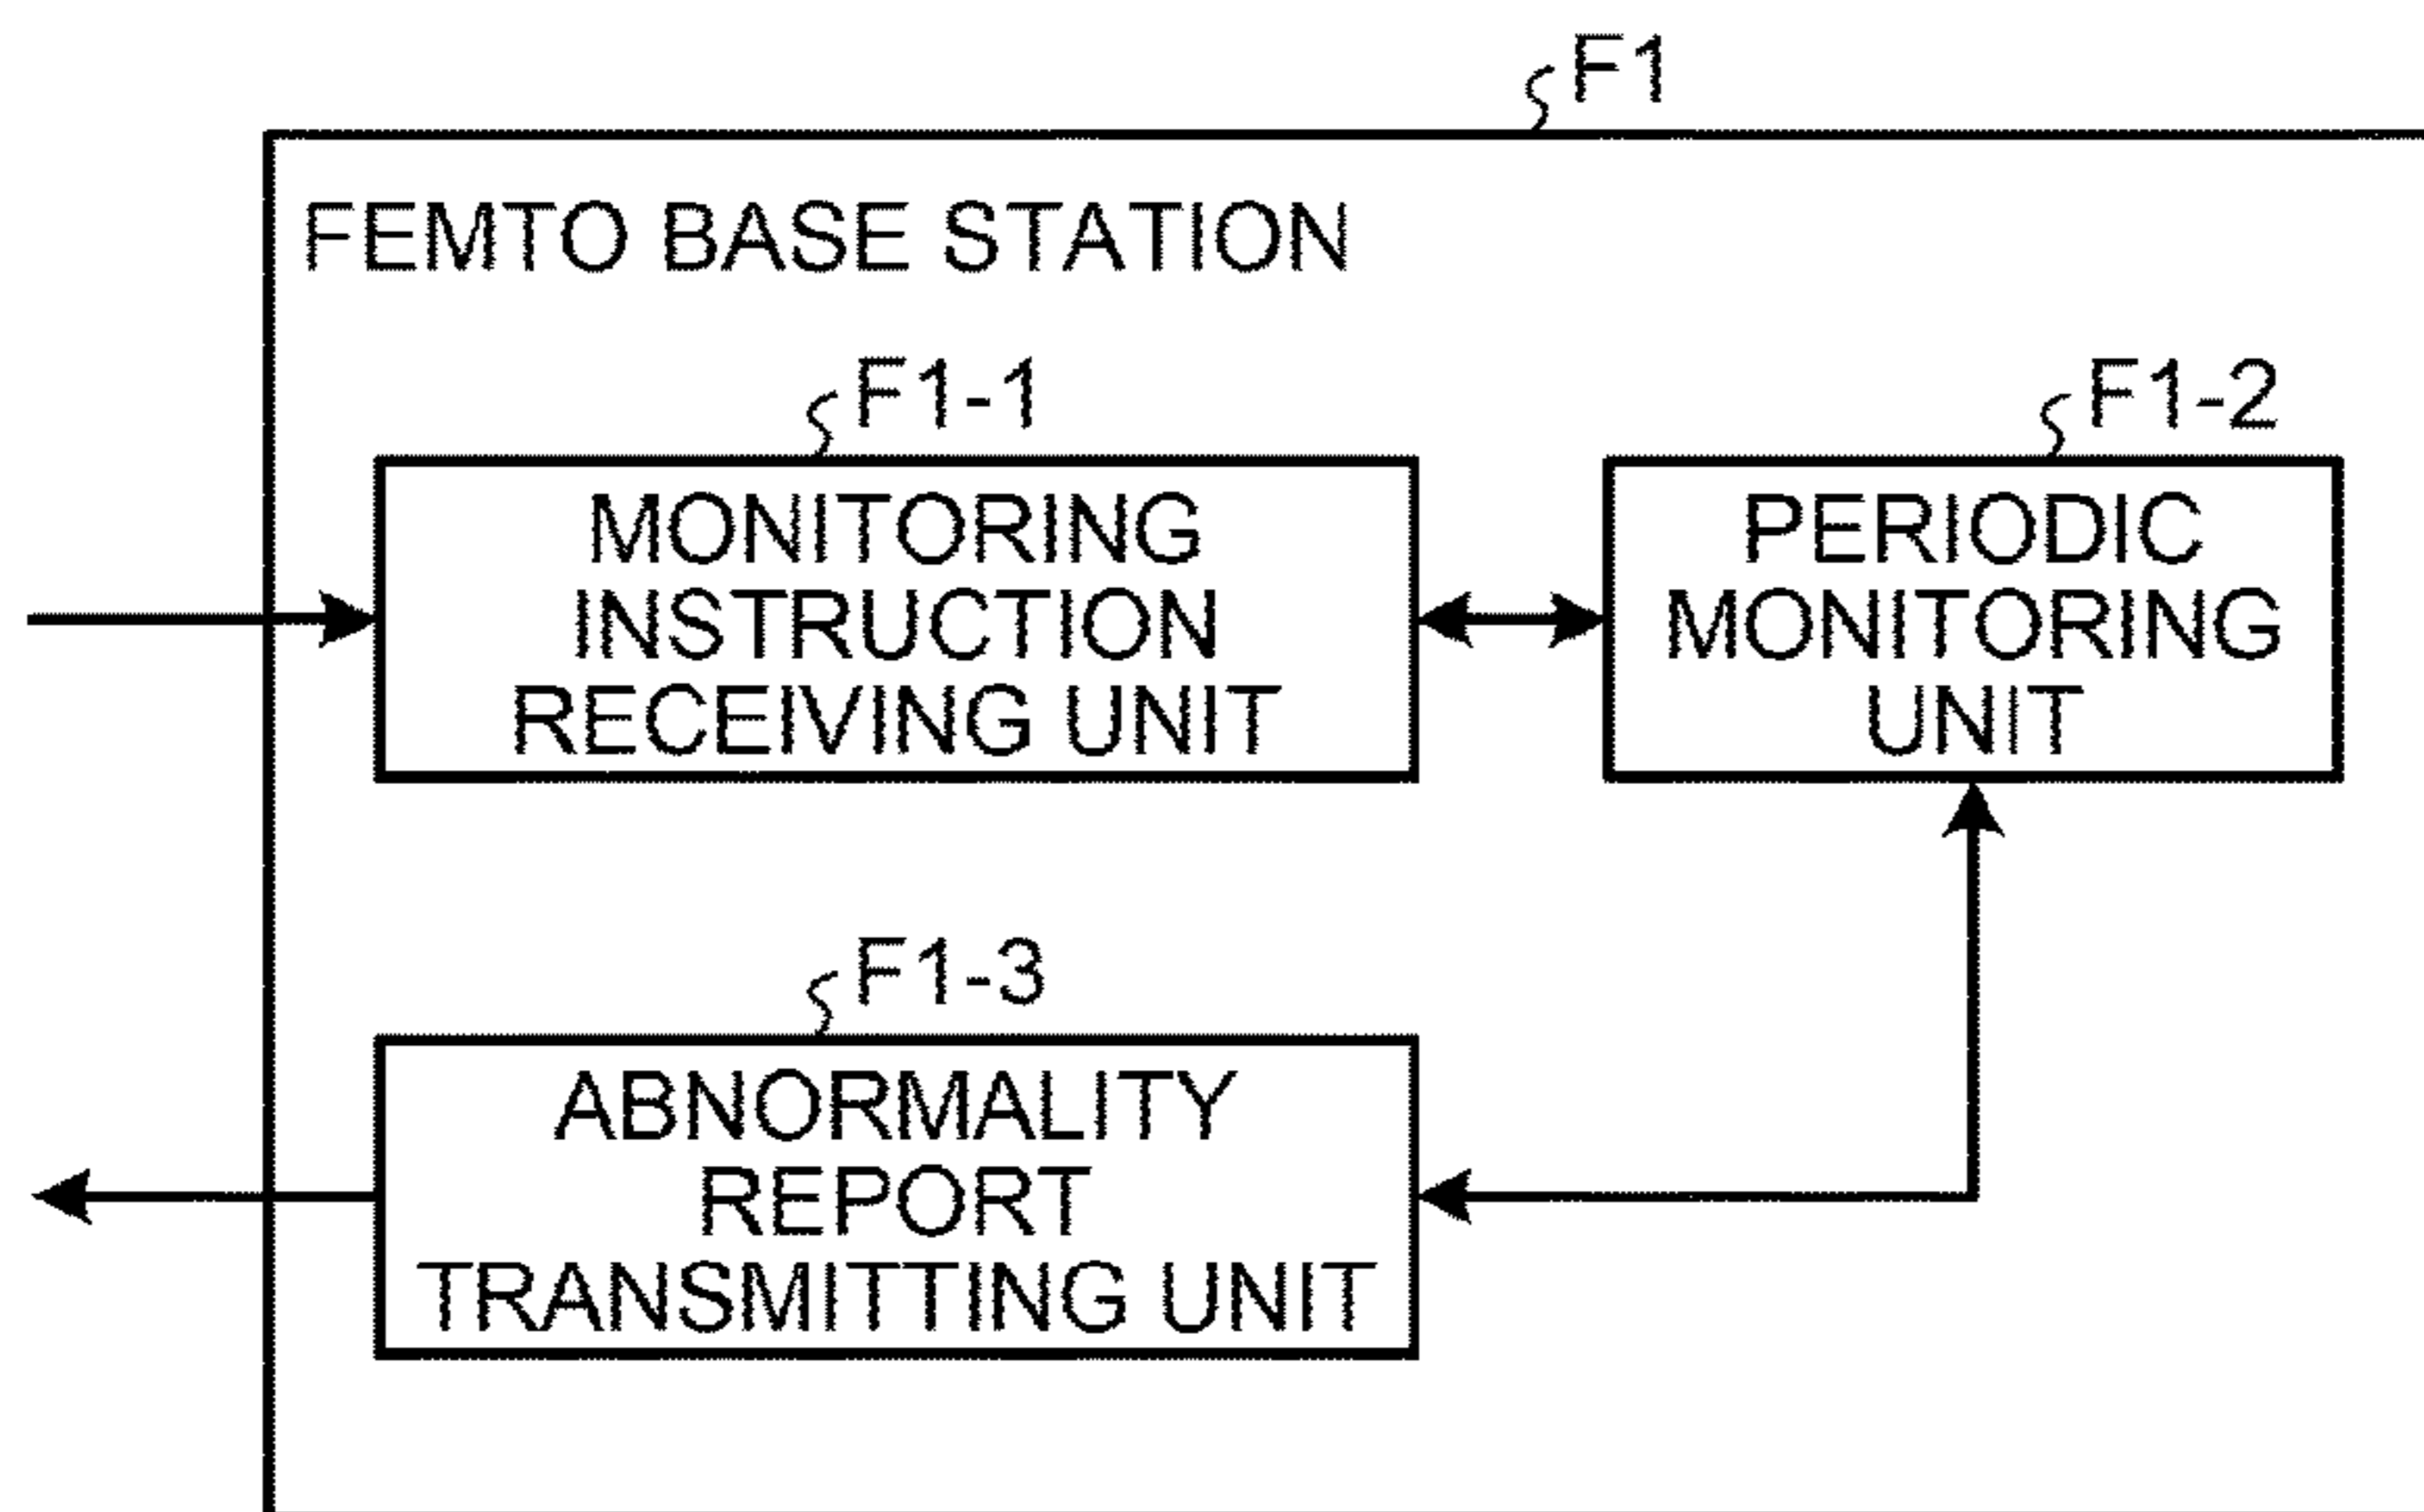 F1
FEMTO BASE STATION
F1-1
MONITORING
INSTRUCTION
RECEIVING UNIT
F1-2
PERIODIC
MONITORING
UNIT
F1-3
ABNORMALITY
REPORT
TRANSMITTING UNIT